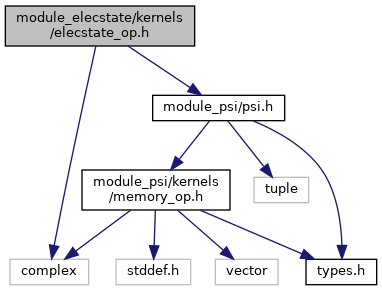 module_elecstate/kernels
/elecstate_op.h
module_psi/psi.h
module_psi/kernels
/memory_op.h
tuple
complex
stddef.h
vector
types.h